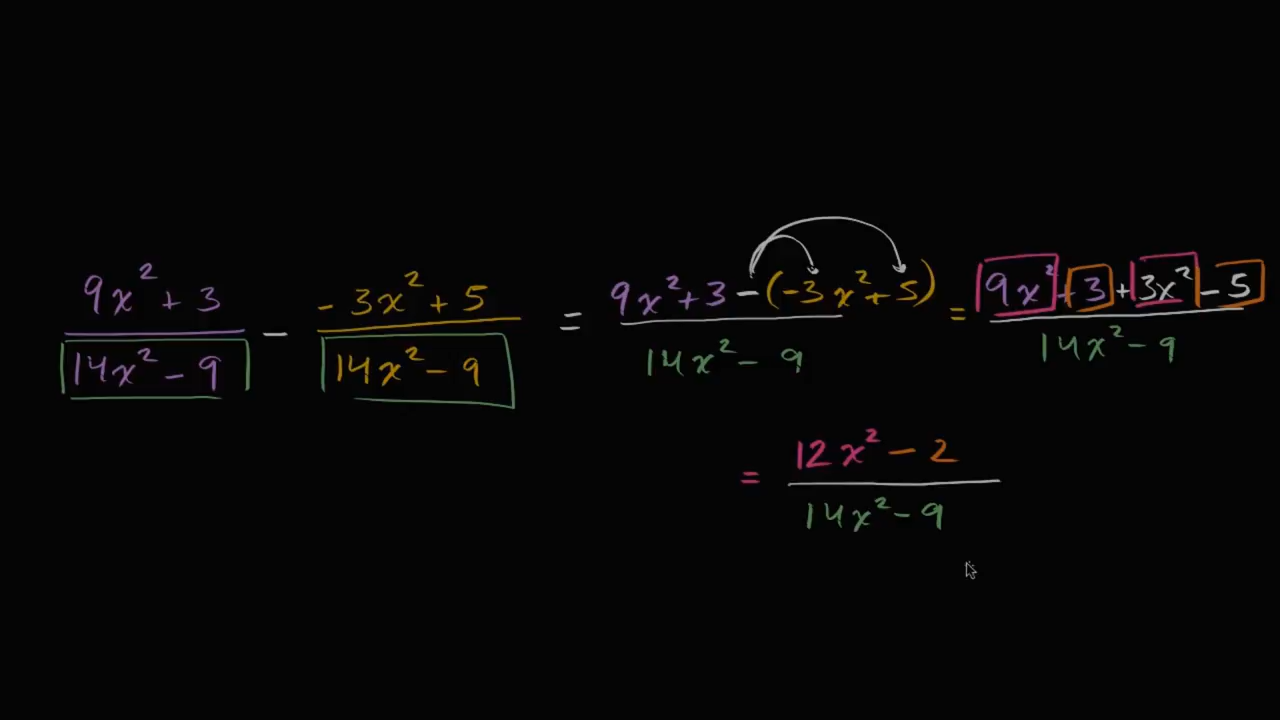 9x² + 3 / 14x² - 9 - -3x² + 5 / 14x² - 9 = 9x² + 3 - (-3x² + 5) / 14x² - 9 = 9x² + 3 + 3x² - 5 / 14x² - 9
= 12x² - 2 / 14x² - 9